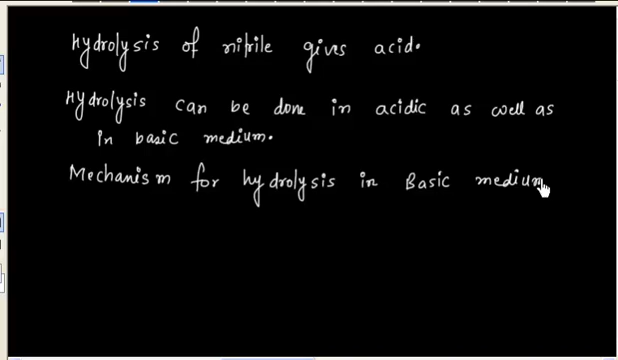 Hydrolysis of nitrile gives acid.
Hydrolysis can be done in acidic as well as
in basic medium.
Mechanism for hydrolysis in Basic medium